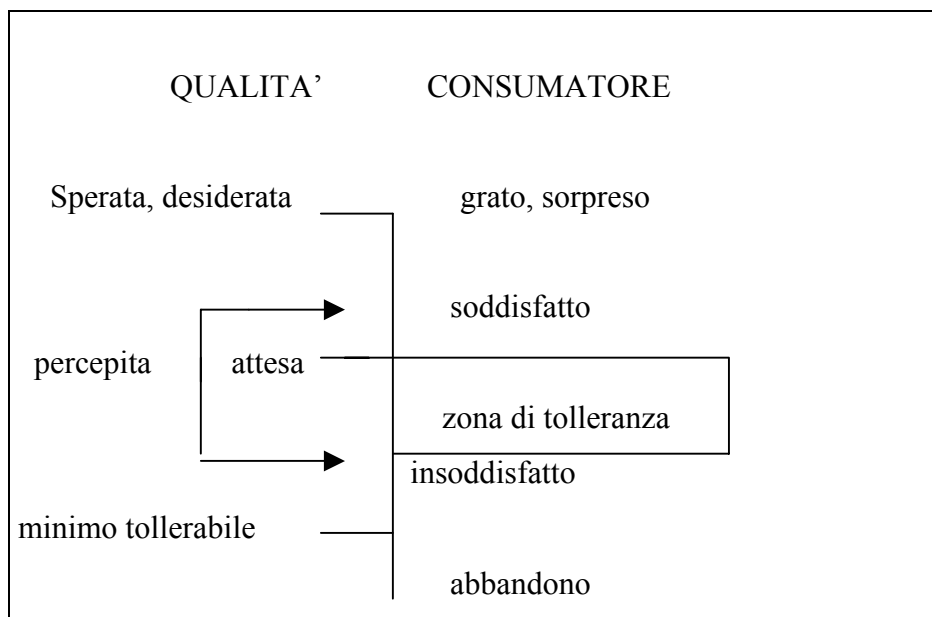 QUALITA’ CONSUMATORE
Sperata, desiderata grato, sorpreso
soddisfatto
percepita attesa
zona di tolleranza
insoddisfatto
minimo tollerabile
abbandono